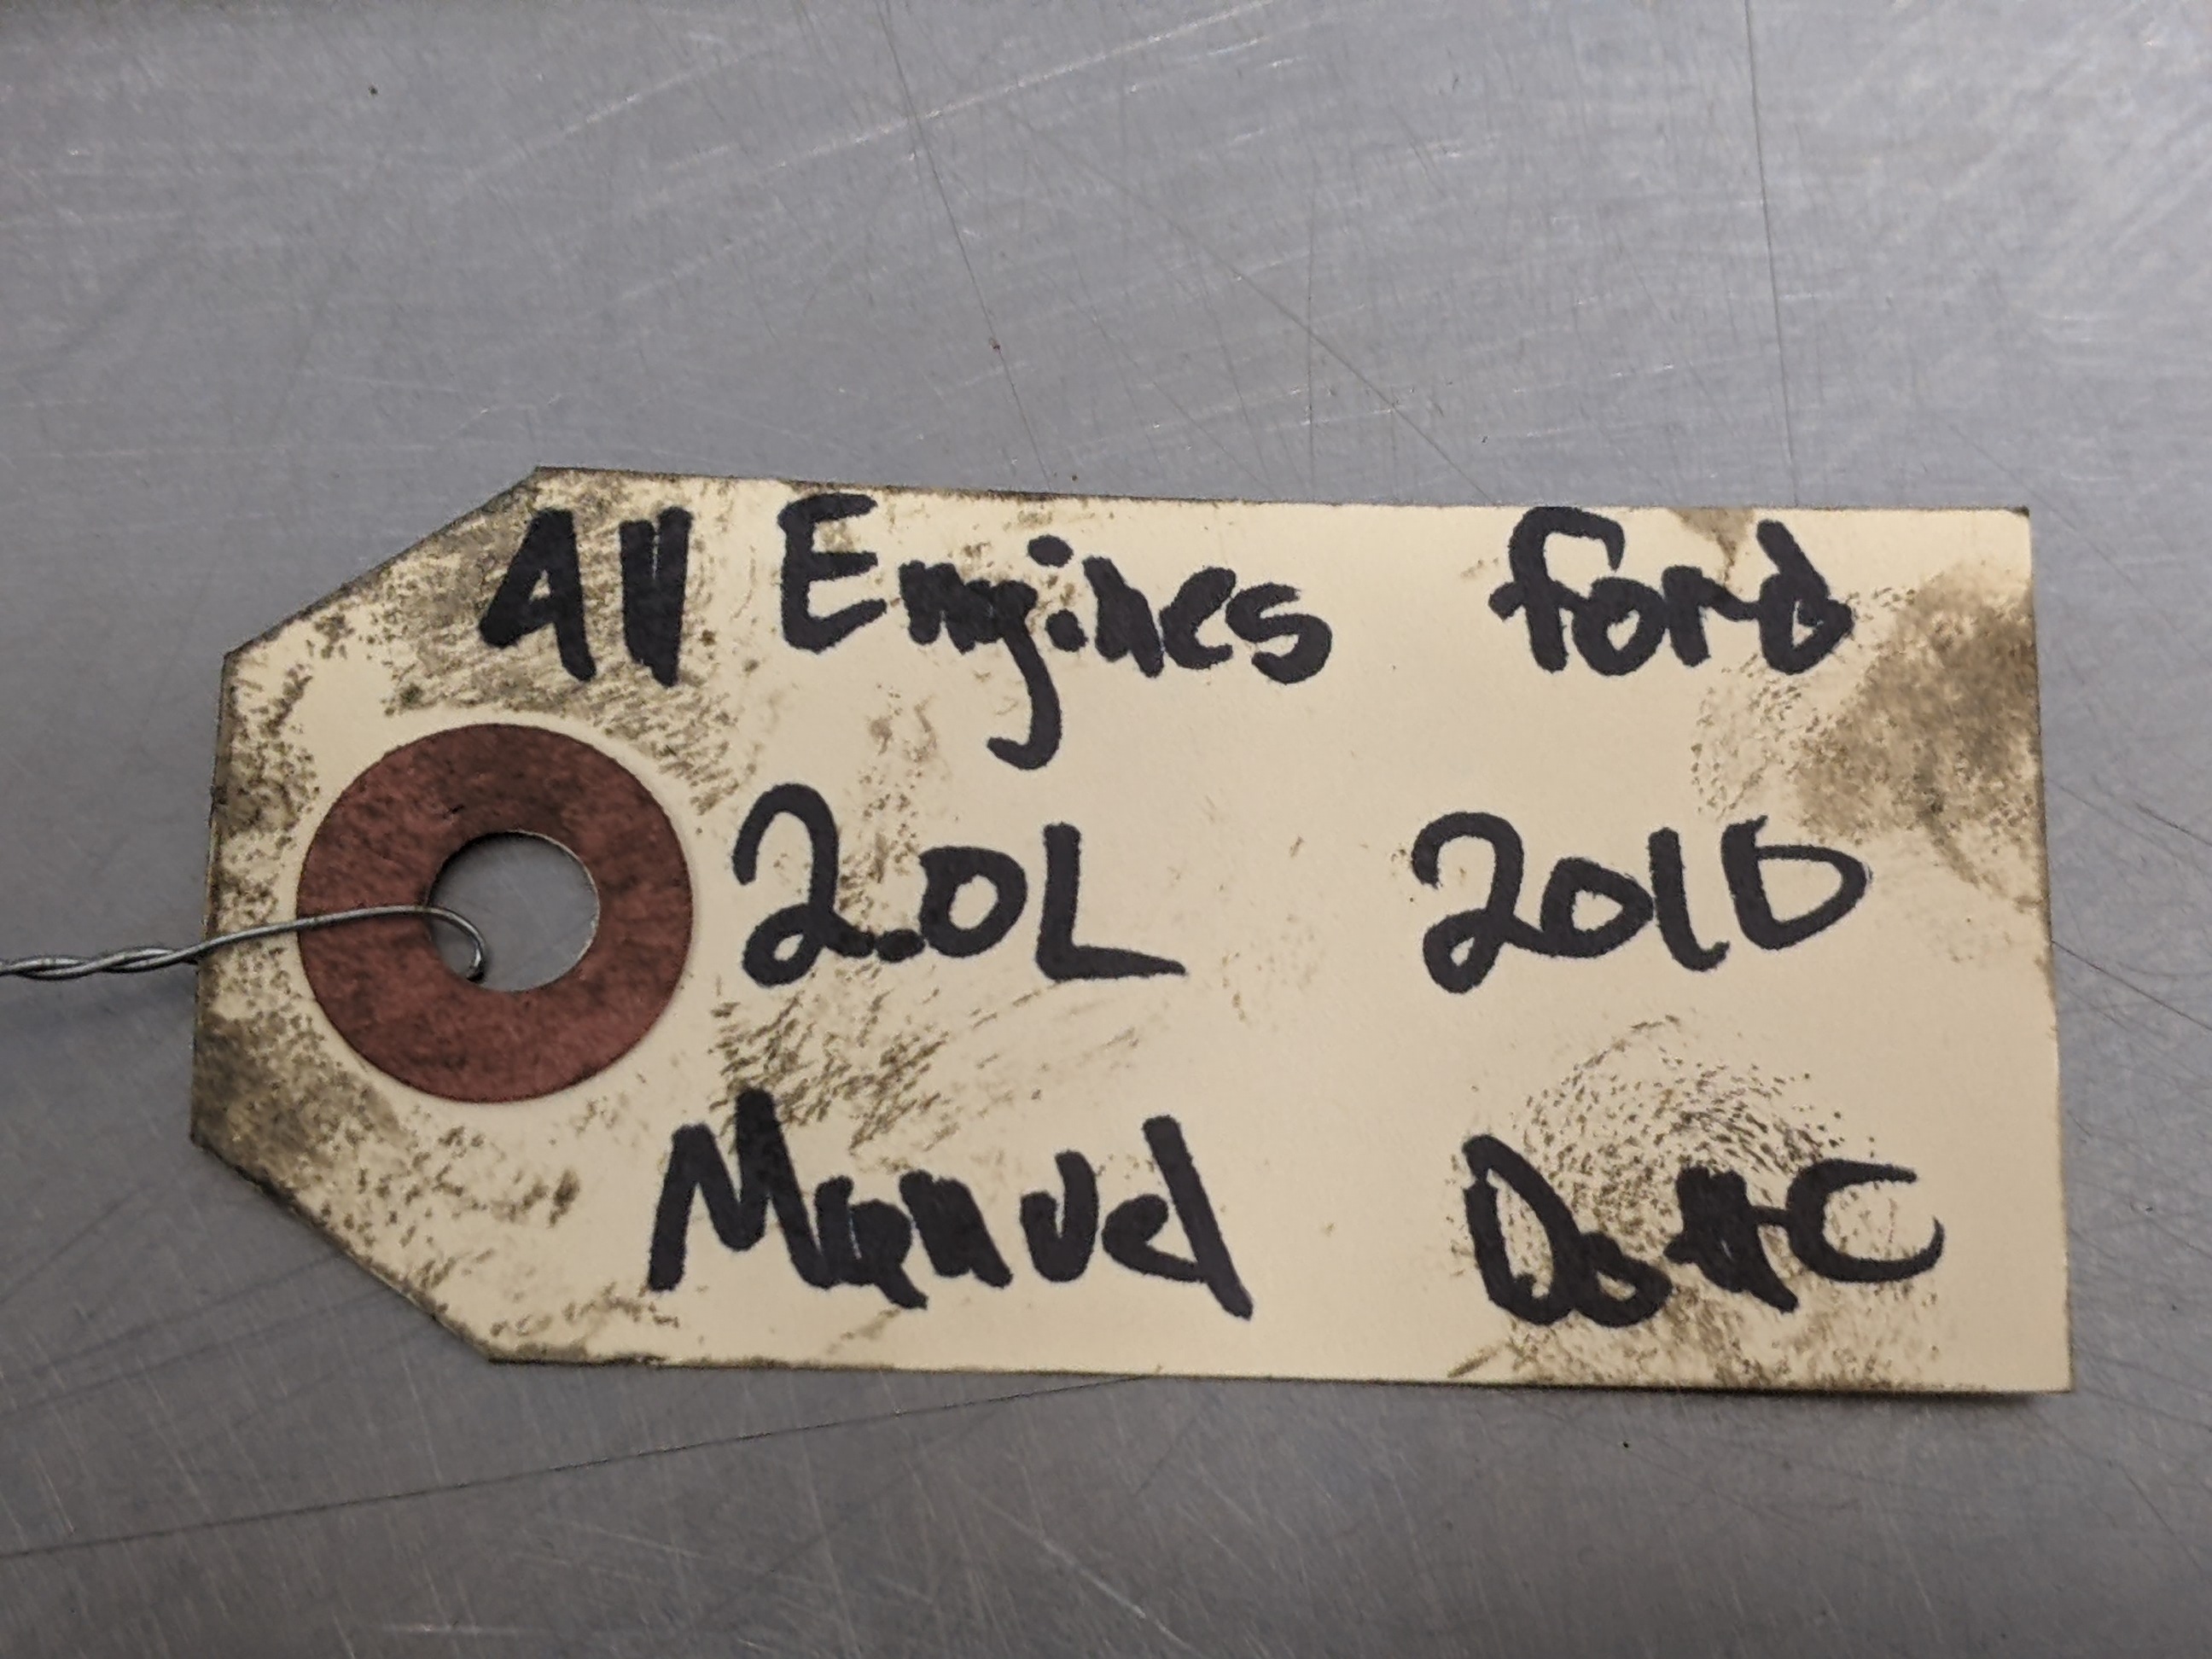 All Engines Ford
2.0L 2010
Manuel DoHC